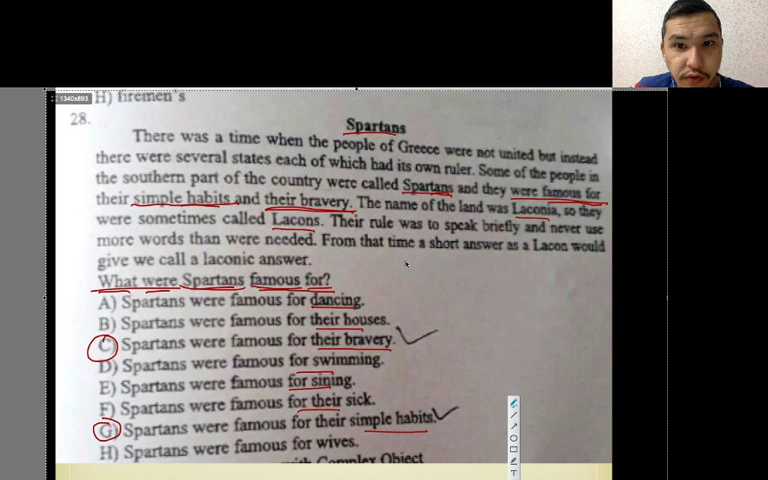 1340x893
H) firemen's
28.
Spartans
There was a time when the people of Greece were not united but instead
there were several states each of which had its own ruler. Some of the people in
the southern part of the country were called Spartans and they were famous for
their simple habits and their bravery. The name of the land was Laconia, so they
were sometimes called Lacons. Their rule was to speak briefly and never use
more words than were needed. From that time a short answer as a Lacon would
give we call a laconic answer.
What were Spartans famous for?
A) Spartans were famous for dancing.
B) Spartans were famous for their houses.
C) Spartans were famous for their bravery.
D) Spartans were famous for swimming.
E) Spartans were famous for sining.
F) Spartans were famous for their sick.
G) Spartans were famous for their simple habits.
H) Spartans were famous for wives.
with Complex Object
T